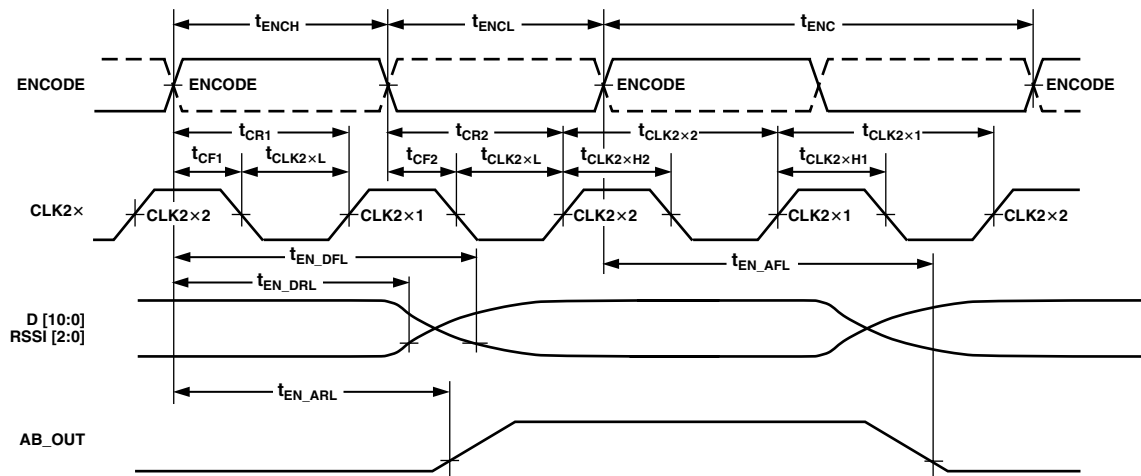 tENCH tENCL tENC
ENCODE ENCODE ENCODE ENCODE ENCODE
tCR1 tCR2 tCLK2×2 tCLK2×1
tCF1 tCLK2×L tCF2 tCLK2×L tCLK2×H2 tCLK2×H1
CLK2× CLK2×2 CLK2×1 CLK2×2 CLK2×1 CLK2×2
tEN_DFL tEN_AFL
tEN_DRL
D [10:0]
RSSI [2:0]
tEN_ARL
AB_OUT